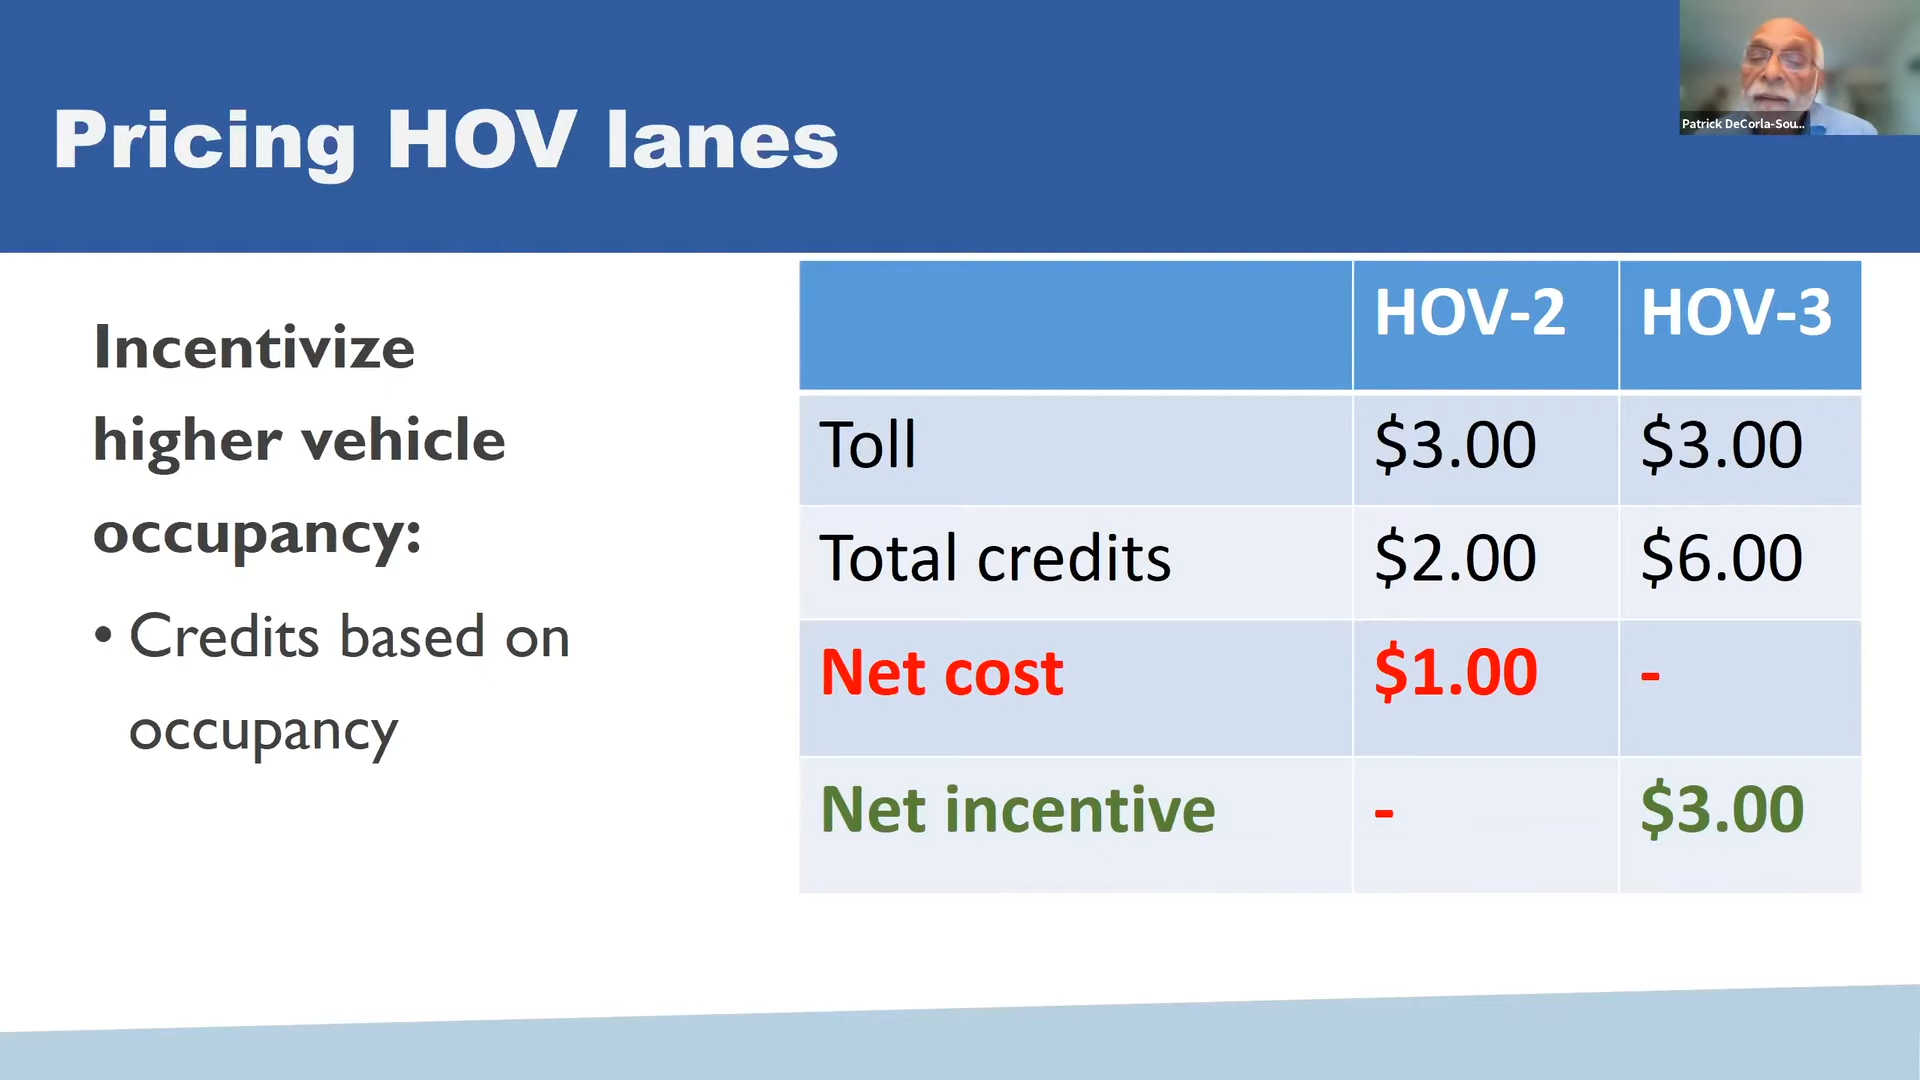 Pricing HOV lanes
Patrick DeCorla-Sou...
Incentivize
higher vehicle
occupancy:
• Credits based on
occupancy
HOV-2 HOV-3
Toll $3.00 $3.00
Total credits $2.00 $6.00
Net cost $1.00 -
Net incentive - $3.00